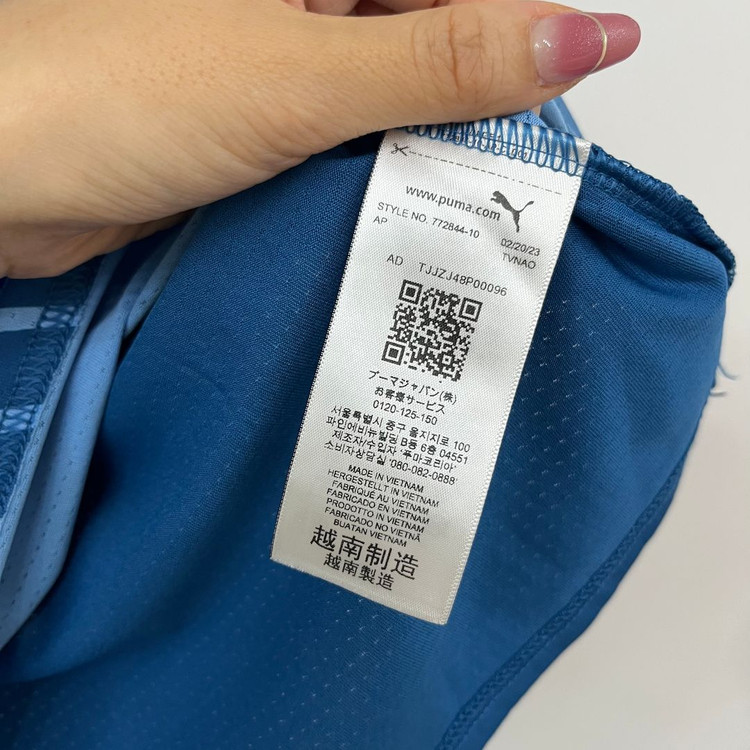 www.puma.com
STYLE NO. 772844-10
02/20/23
AP
TVNAO
AD TJJZJ48P00096
プーマジャパン(株)
お客様サービス
0120-125-150
서울특별시 중구 을지지로 100
파인에비뉴빌딩 B동 6층 04551
제조자/수입자 '푸마코리아'
소비자상담실 '080-082-0888'
MADE IN VIETNAM
HERGESTELLT IN VIETNAM
FABRIQUÉ AU VIETNAM
FABRICADO EN VIETNAM
PRODOTTO IN VIETNAM
FABRICADO NO VIETNÃ
BUATAN VIETNAM
越南制造
越南製造